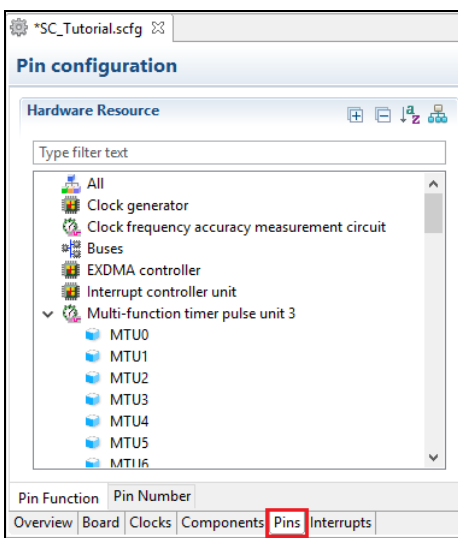 *SC_Tutorial.scfg
Pin configuration
Hardware Resource
Type filter text
All
Clock generator
Clock frequency accuracy measurement circuit
Buses
EXDMA controller
Interrupt controller unit
Multi-function timer pulse unit 3
MTU0
MTU1
MTU2
MTU3
MTU4
MTU5
MTU6
Pin Function Pin Number
Overview Board Clocks Components Pins Interrupts